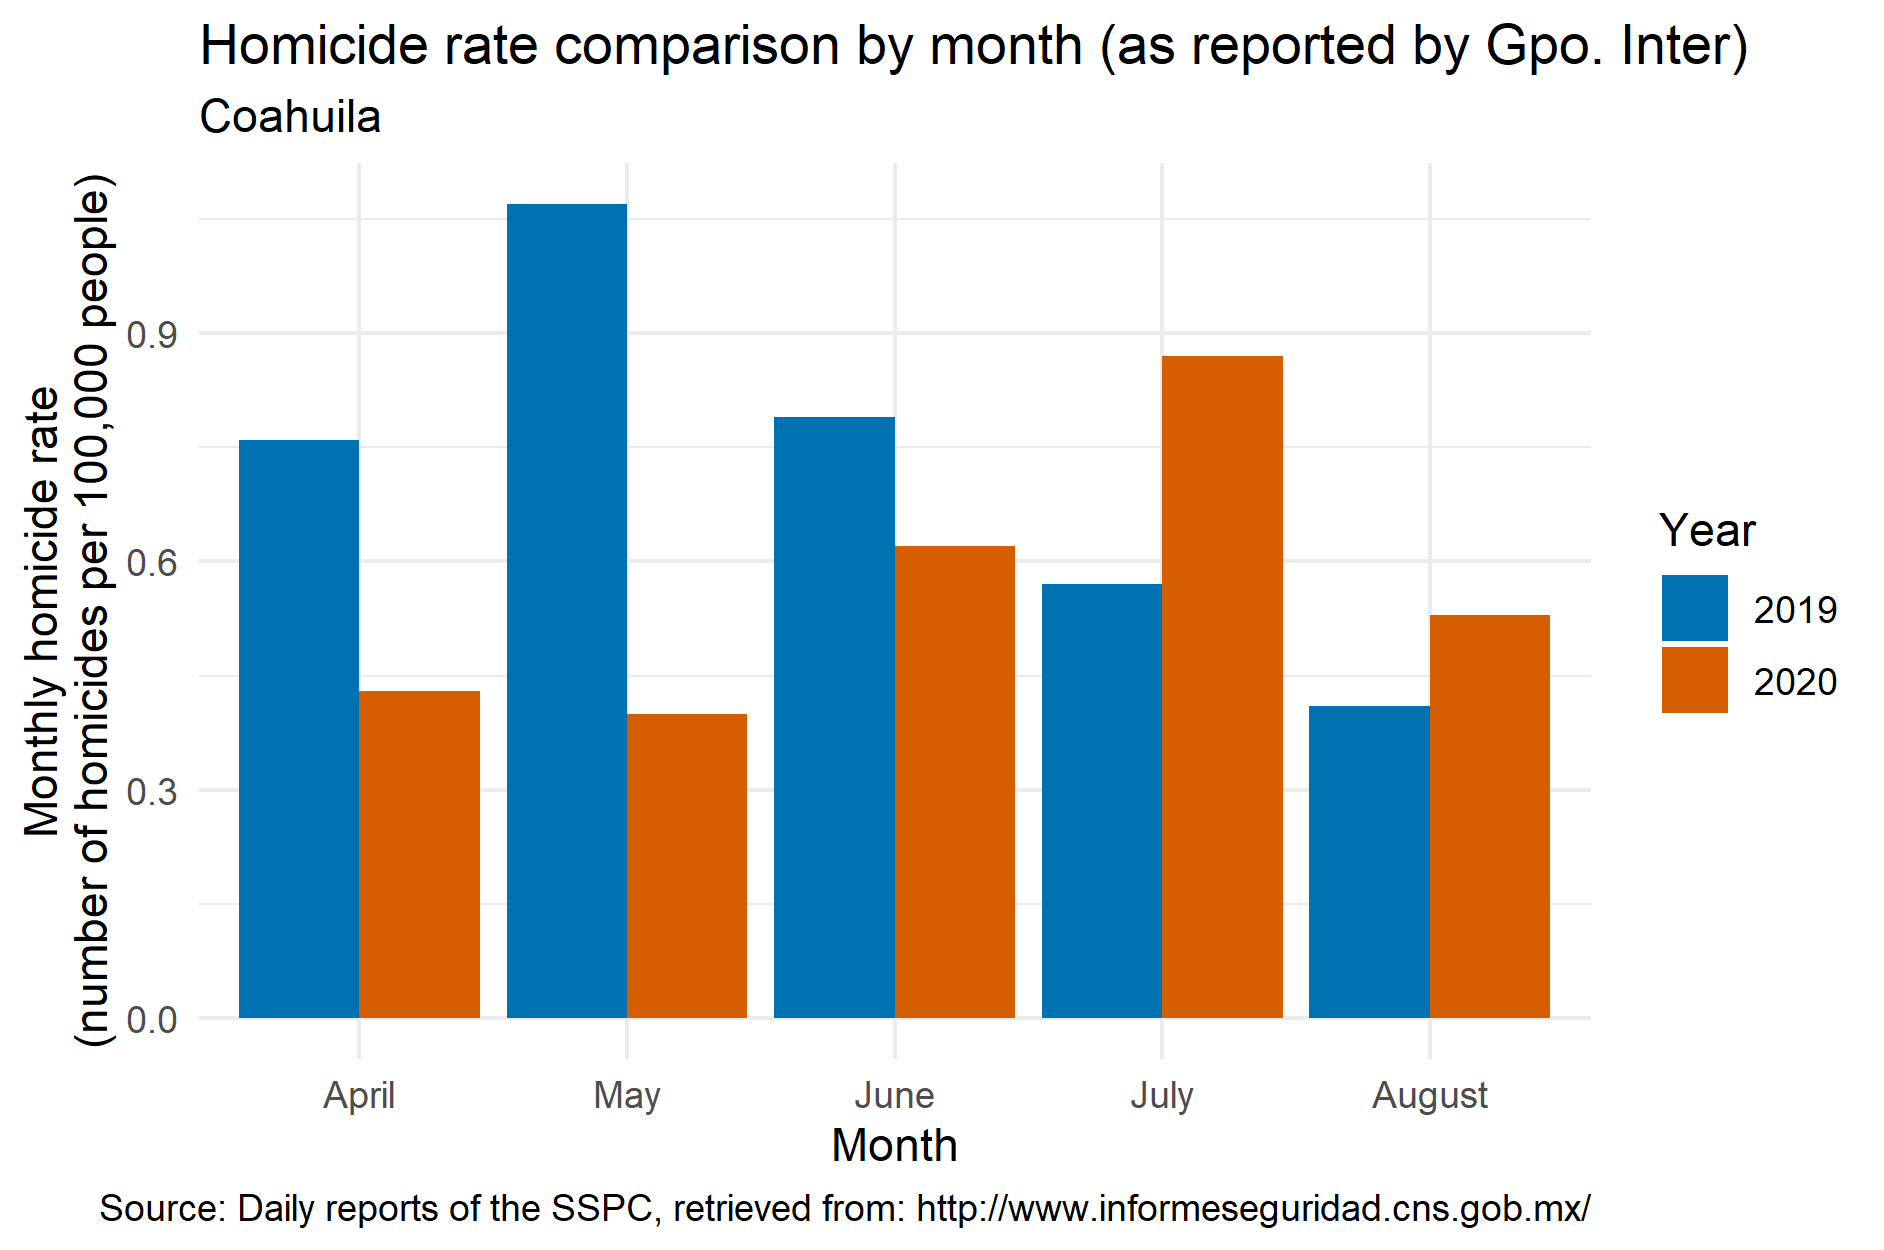 Homicide rate comparison by month (as reported by Gpo. Inter)
Coahuila
Monthly homicide rate
(number of homicides per 100,000 people)
0.9
0.6
0.3
0.0
April
May
June
July
August
Month
Year
2019
2020
Source: Daily reports of the SSPC, retrieved from: http://www.informeseguridad.cns.gob.mx/